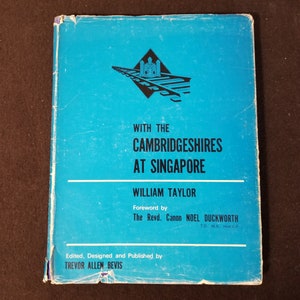 WITH THE
CAMBRIDGESHIRES
AT SINGAPORE
WILLIAM TAYLOR
Foreword by
The Revd. Canon NOEL DUCKWORTH
Edited, Designed and Published by
TREVOR ALLEN BEVIS